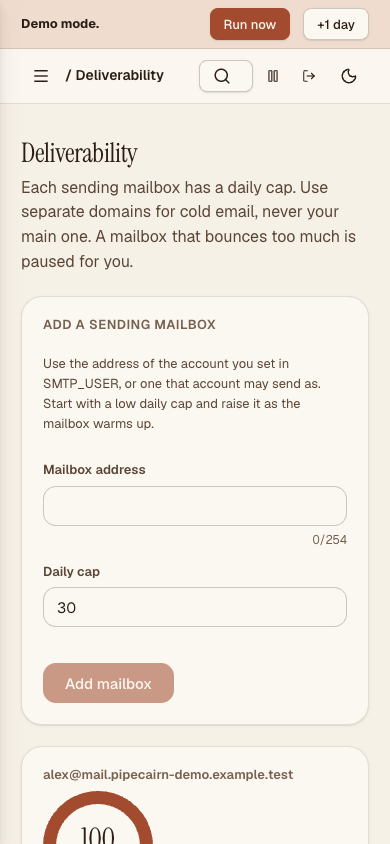 Demo mode.
Run now
+1 day
/ Deliverability
Deliverability
Each sending mailbox has a daily cap. Use
separate domains for cold email, never your
main one. A mailbox that bounces too much is
paused for you.
ADD A SENDING MAILBOX
Use the address of the account you set in
SMTP_USER, or one that account may send as.
Start with a low daily cap and raise it as the
mailbox warms up.
Mailbox address
0/254
Daily cap
30
Add mailbox
alex@mail.pipecairn-demo.example.test
100